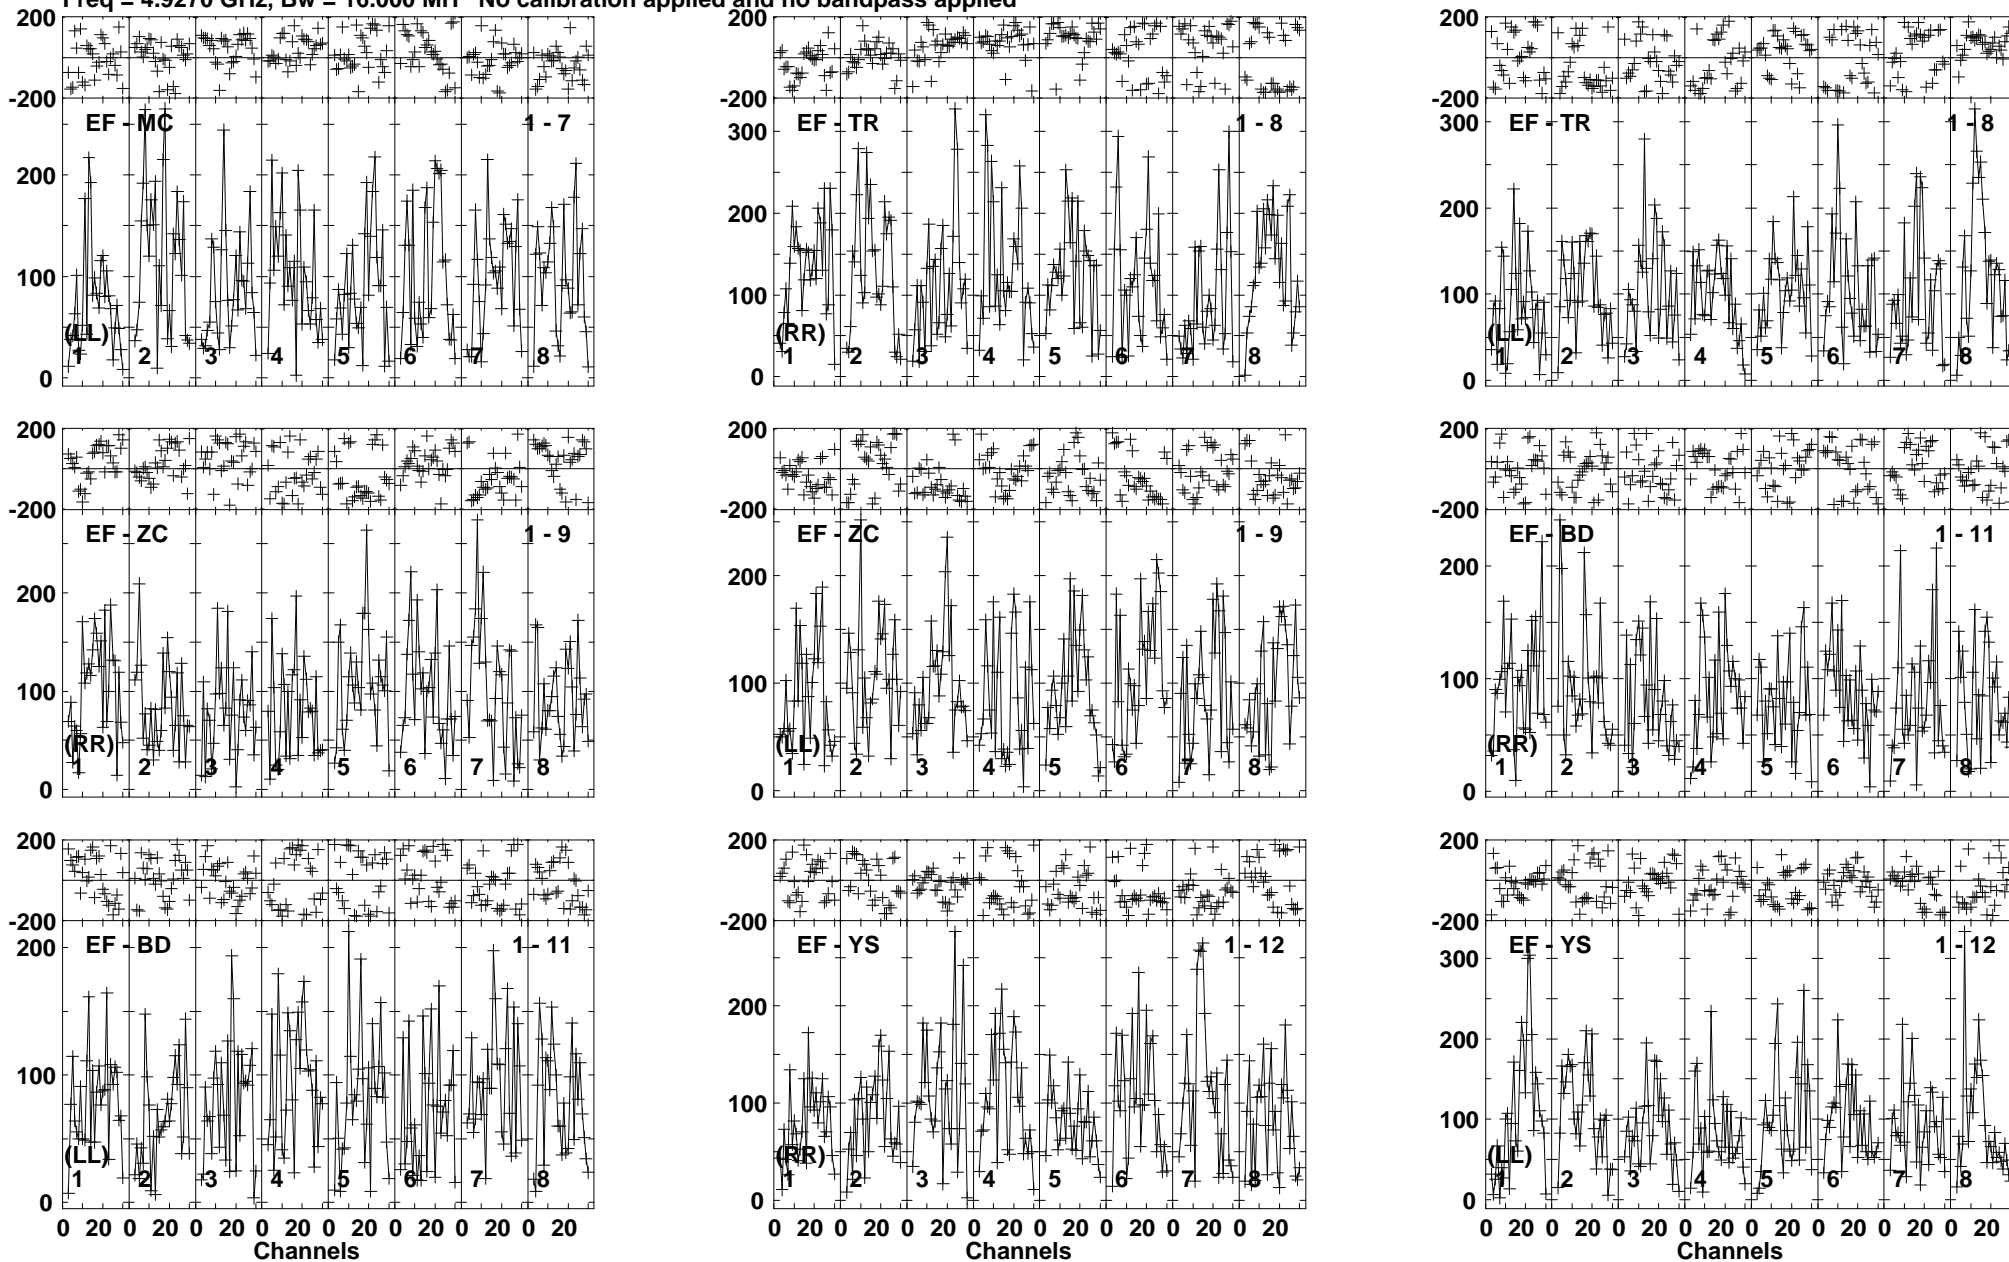 Freq = 4.9270 GHz, Bw = 16.000 MH No calibration applied and no bandpass applied
200 200 200
-200 -200 -200
EF - MC 1 - 7 EF - TR 1 - 8 EF - TR 1 - 8
300 300
200 200 200
100 100 100
(LL) (RR) (LL)
1 2 3 4 5 6 7 8 1 2 3 4 5 6 7 8 1 2 3 4 5 6 7 8
0 0 0
200 200 200
-200 -200 -200
EF - ZC 1 - 9 EF - ZC 1 - 9 EF - BD 1 - 11
200 200 200
100 100 100
(RR) (LL) (RR)
1 2 3 4 5 6 7 8 1 2 3 4 5 6 7 8 1 2 3 4 5 6 7 8
0 0 0
200 200 200
-200 -200 -200
EF - BD 1 - 11 EF - YS 1 - 12 EF - YS 1 - 12
200 200 300
200
100 100 100
(LL) (RR) (LL)
1 2 3 4 5 6 7 8 1 2 3 4 5 6 7 8 1 2 3 4 5 6 7 8
0 0 0
0 20 0 20 0 20 0 20 0 20 0 20 0 20 0 20 0 20 0 20 0 20 0 20 0 20 0 20 0 20 0 20 0 20 0 20 0 20 0 20 0 20 0 20 0 20 0 20
Channels Channels